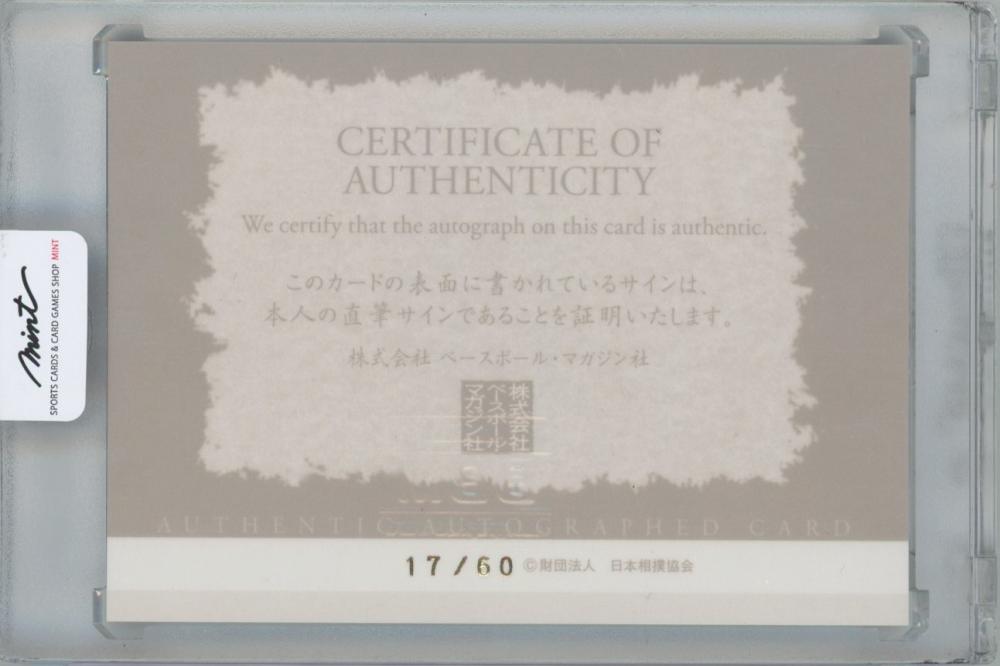 CERTIFICATE OF
AUTHENTICITY
We certify that the autograph on this card is authentic.
このカードの表面に書かれているサインは、
本人の直筆サインであることを証明いたします。
株式会社 ベースボール・マガジン社
株式会社
ベースボール
マガジン社
AUTHENTIC AUTOGRAPHED CARD
17/60 ©財団法人 日本相撲協会
mint
SPORTS CARDS & CARD GAMES SHOP MINT